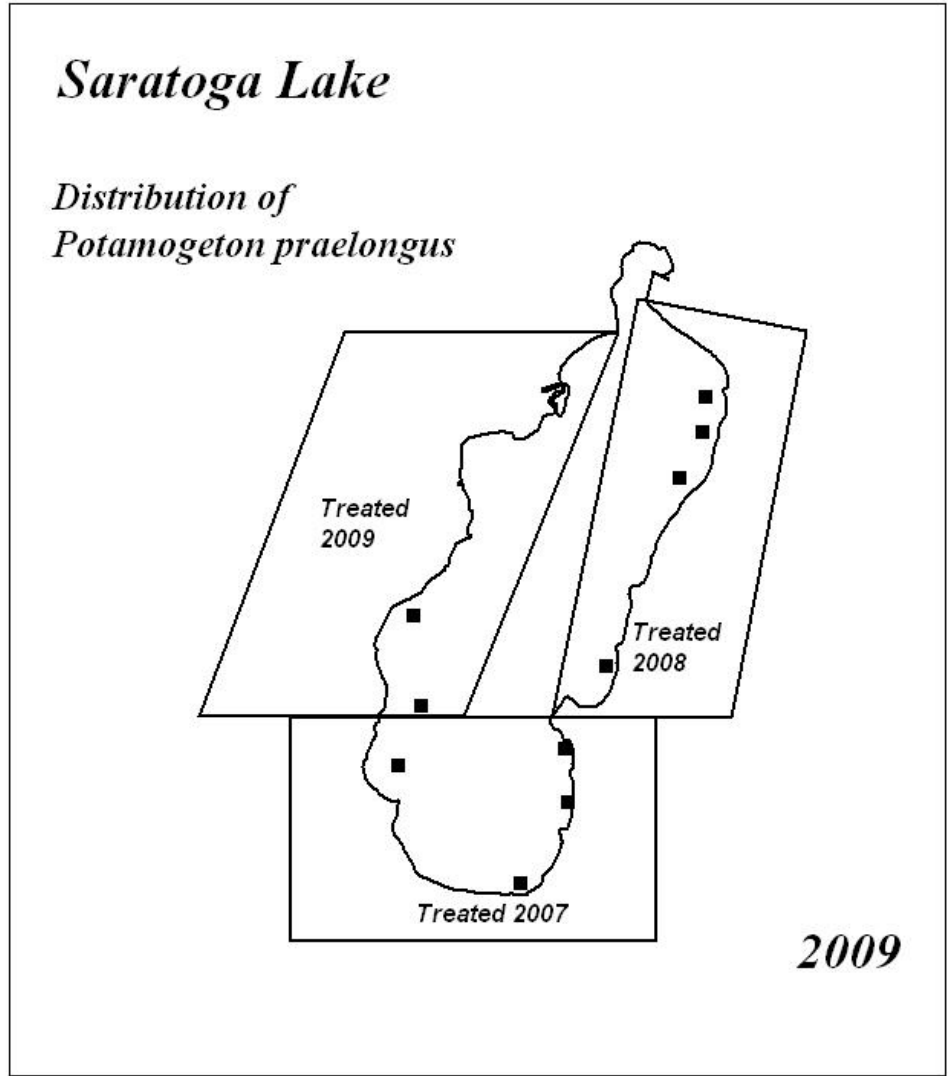 Saratoga Lake
Distribution of
Potamogeton praelongus
Treated
2009
Treated
2008
Treated 2007
2009